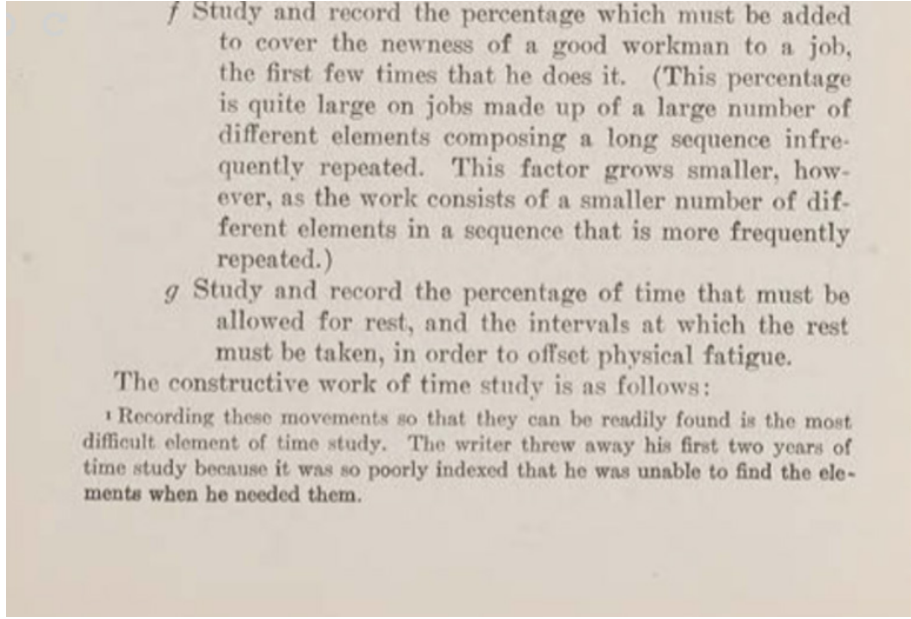 f Study and record the percentage which must be added
to cover the newness of a good workman to a job,
the first few times that he does it. (This percentage
is quite large on jobs made up of a large number of
different elements composing a long sequence infre-
quently repeated. This factor grows smaller, how-
ever, as the work consists of a smaller number of dif-
ferent elements in a sequence that is more frequently
repeated.)
g Study and record the percentage of time that must be
allowed for rest, and the intervals at which the rest
must be taken, in order to offset physical fatigue.
The constructive work of time study is as follows:
¹ Recording these movements so that they can be readily found is the most
difficult element of time study. The writer threw away his first two years of
time study because it was so poorly indexed that he was unable to find the ele-
ments when he needed them.